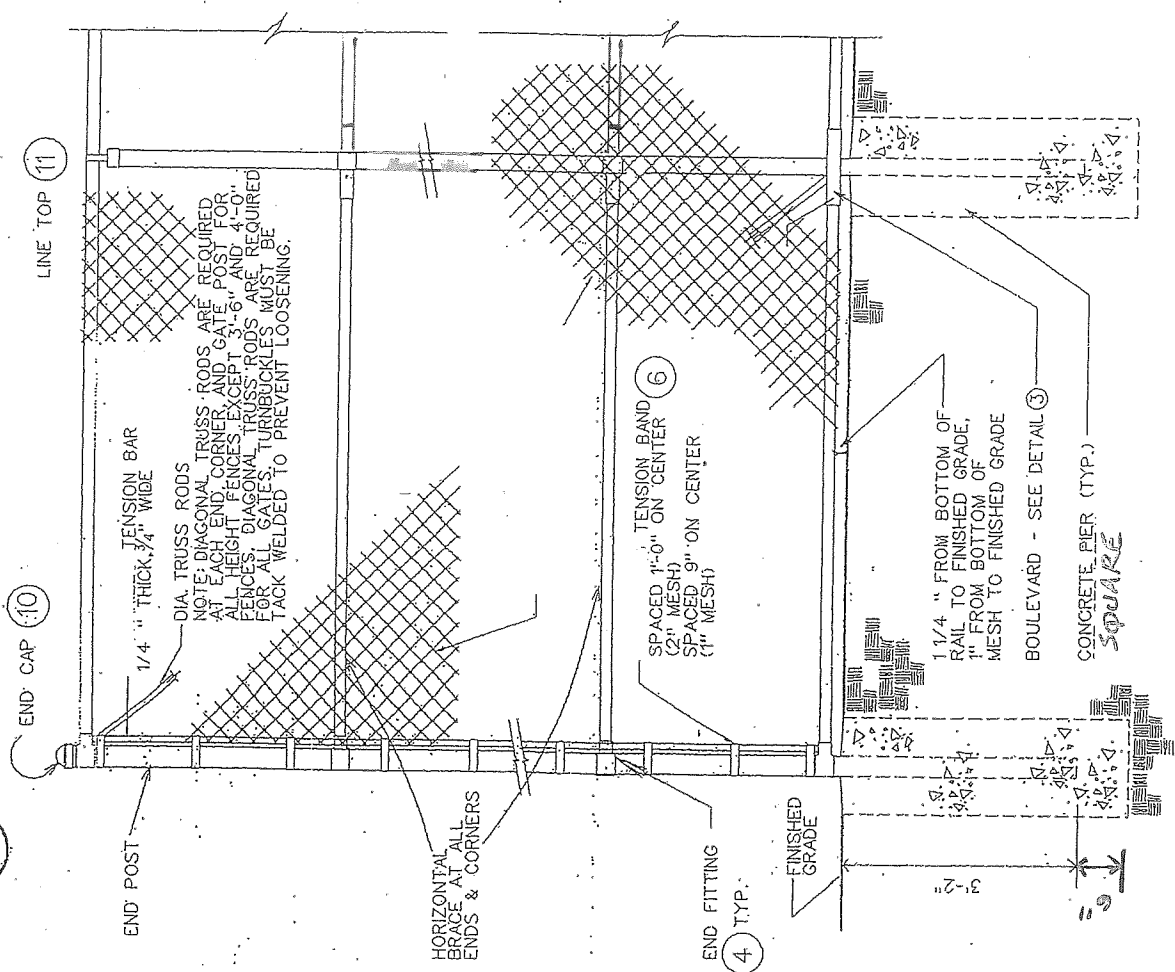 LINE TOP 11
END CAP 10
TENSION BAR
1/4 " THICK, 3/4" WIDE
DIA. TRUSS RODS
NOTE: DIAGONAL TRUSS RODS ARE REQUIRED
AT EACH END, CORNER, AND GATE POST FOR
ALL HEIGHT FENCES, EXCEPT 3'-6" AND 4'-0"
FENCES. DIAGONAL TRUSS RODS ARE REQUIRED
FOR ALL GATES. TURNBUCKLES MUST BE
TACK WELDED TO PREVENT LOOSENING.
END POST
HORIZONTAL
BRACE AT ALL
ENDS & CORNERS
TENSION BAND 6
SPACED 1'-0" ON CENTER
(2" MESH)
SPACED 9" ON CENTER
(1" MESH)
END FITTING
4 TYP.
FINISHED
GRADE
1 1/4 " FROM BOTTOM OF
RAIL TO FINISHED GRADE,
1" FROM BOTTOM OF
MESH TO FINISHED GRADE
BOULEVARD - SEE DETAIL 3
CONCRETE PIER (TYP.)
SQUARE
3'-2"
6"